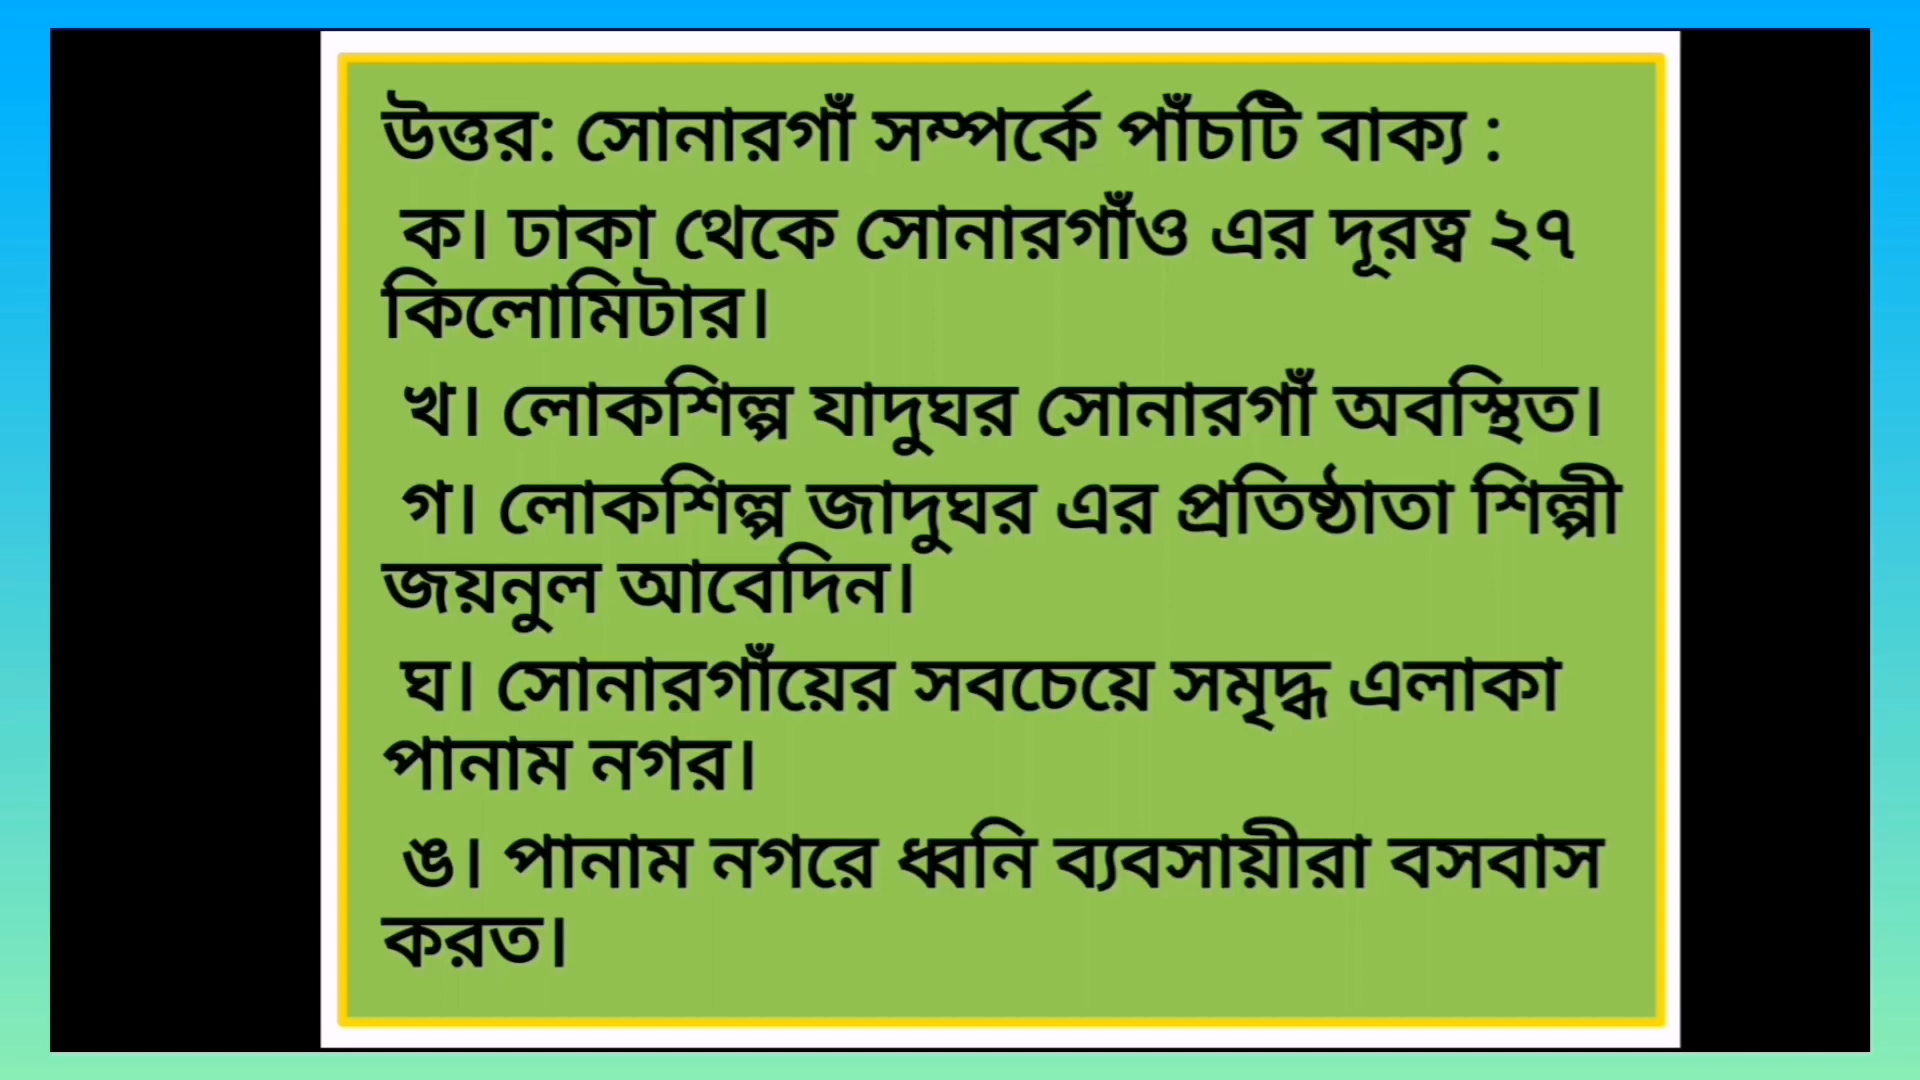 উত্তর: সোনারগাঁ সম্পর্কে পাঁচটি বাক্য :
ক। ঢাকা থেকে সোনারগাঁও এর দূরত্ব ২৭
কিলোমিটার।
খ। লোকশিল্প যাদুঘর সোনারগাঁ অবস্থিত।
গ। লোকশিল্প জাদুঘর এর প্রতিষ্ঠাতা শিল্পী
জয়নুল আবেদিন।
ঘ। সোনারগাঁয়ের সবচেয়ে সমৃদ্ধ এলাকা
পানাম নগর।
ঙ। পানাম নগরে ধ্বনি ব্যবসায়ীরা বসবাস
করত।